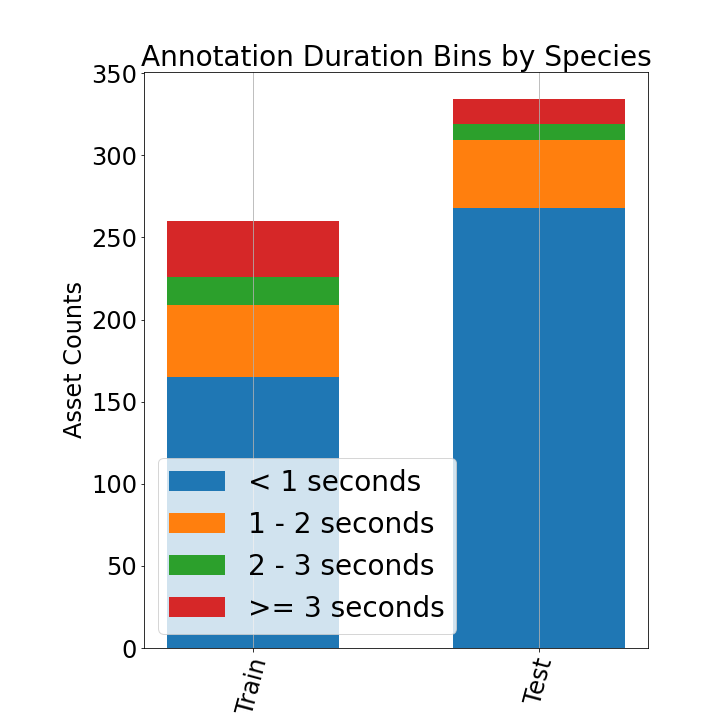 Annotation Duration Bins by Species
350
300
250
200
150
100
50
0
Asset Counts
< 1 seconds
1 - 2 seconds
2 - 3 seconds
>= 3 seconds
Train
Test